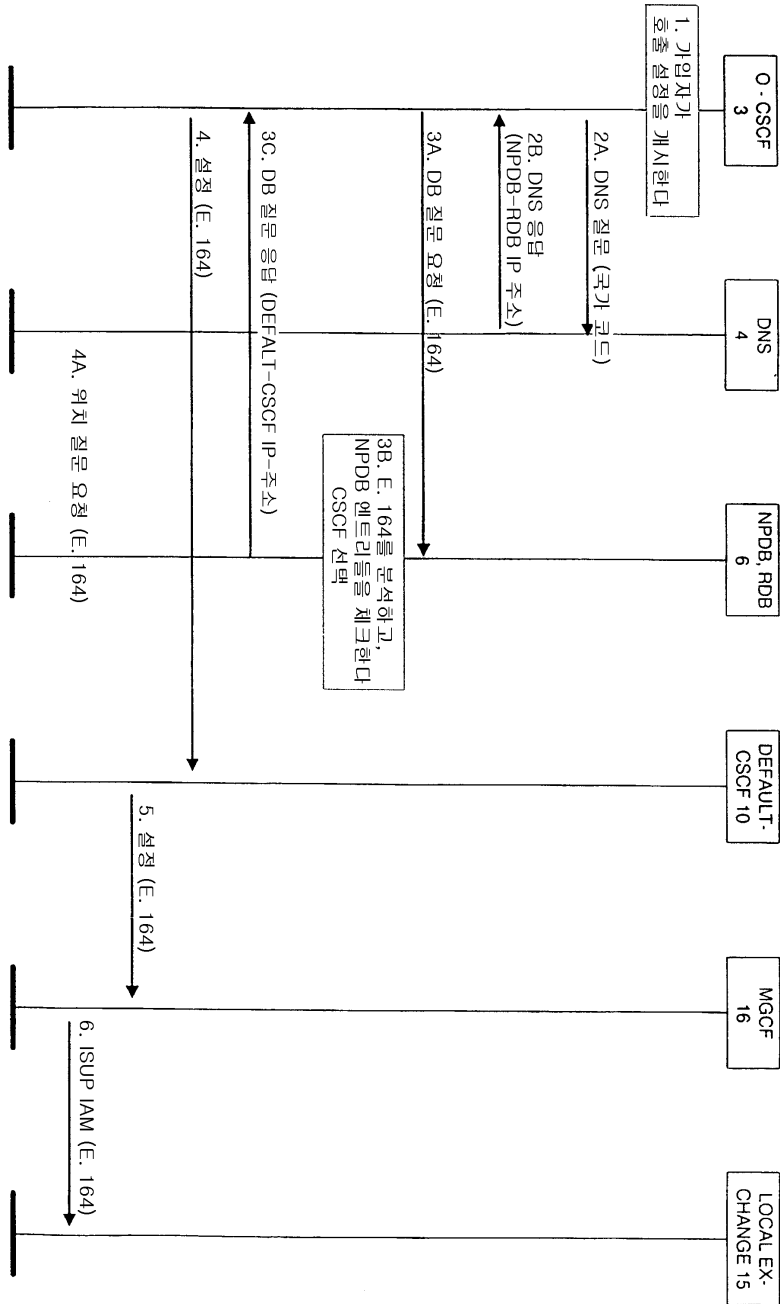 O - CSCF
3
DNS
4
NPDB, RDB
6
DEFAULT-
CSCF 10
MGCF
16
LOCAL EX-
CHANGE 15
1. 가입자가
호출 설정을 개시한다
2A. DNS 질문 (국가 코드)
2B. DNS 응답
(NPDB-RDB IP 주소)
3A. DB 질문 요청 (E. 164)
3B. E. 164를 분석하고,
NPDB 엔트리들을 체크한다
CSCF 선택
3C. DB 질문 응답 (DEFALT-CSCF IP-주소)
4. 설정 (E. 164)
4A. 위치 질문 요청 (E. 164)
5. 설정 (E. 164)
6. ISUP IAM (E. 164)